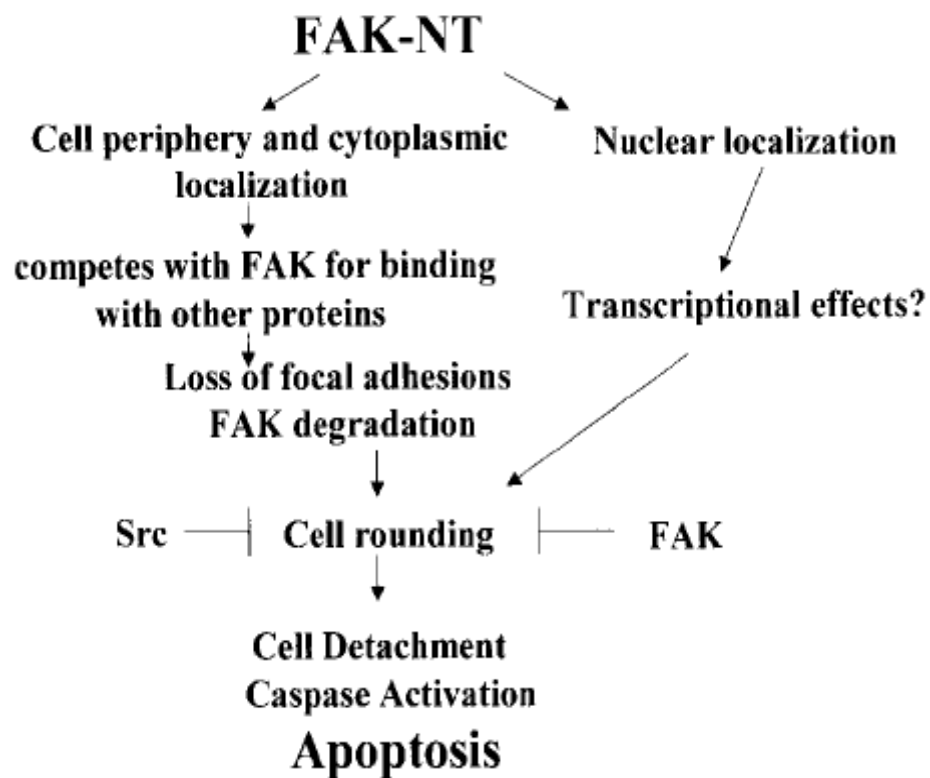 FAK-NT
Cell periphery and cytoplasmic
localization
Nuclear localization
competes with FAK for binding
with other proteins
Transcriptional effects?
Loss of focal adhesions
FAK degradation
Src
Cell rounding
FAK
Cell Detachment
Caspase Activation
Apoptosis